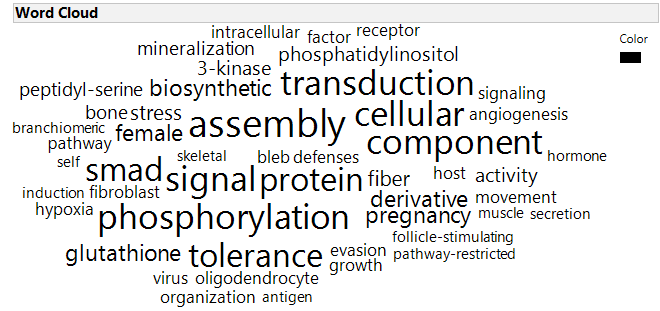 Word Cloud
Color
intracellular factor receptor
mineralization phosphatidylinositol
3-kinase
peptidyl-serine biosynthetic transduction signaling
bone stress assembly cellular angiogenesis
branchiomeric female component
pathway
self skeletal bleb defenses hormone
smad signal protein fiber host activity
induction fibroblast derivative movement
hypoxia phosphorylation pregnancy muscle secretion
follicle-stimulating
glutathione tolerance evasion pathway-restricted
growth
virus oligodendrocyte
organization antigen